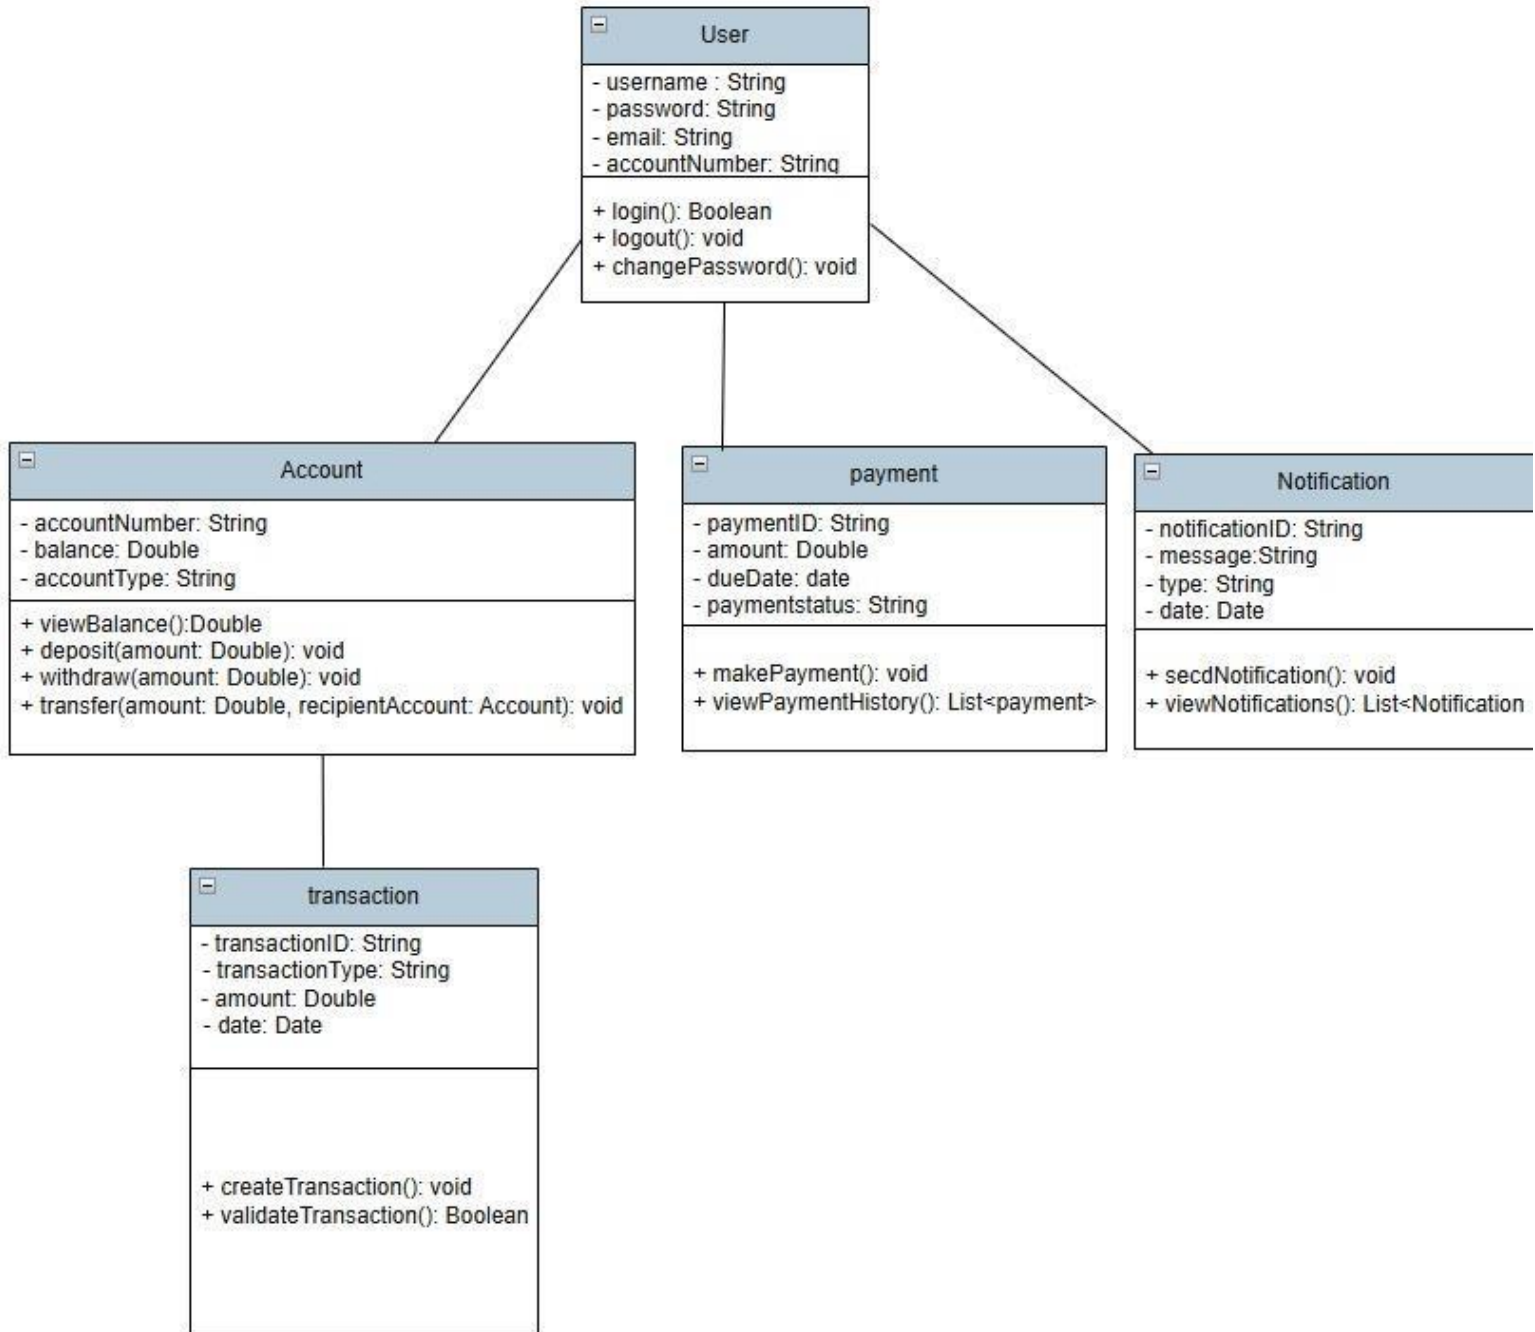 User
- username : String
- password: String
- email: String
- accountNumber: String
+ login(): Boolean
+ logout(): void
+ changePassword(): void
Account
- accountNumber: String
- balance: Double
- accountType: String
+ viewBalance():Double
+ deposit(amount: Double): void
+ withdraw(amount: Double): void
+ transfer(amount: Double, recipientAccount: Account): void
payment
- paymentID: String
- amount: Double
- dueDate: date
- paymentstatus: String
+ makePayment(): void
+ viewPaymentHistory(): List<payment>
Notification
- notificationID: String
- message:String
- type: String
- date: Date
+ secdNotification(): void
+ viewNotifications(): List<Notification
transaction
- transactionID: String
- transactionType: String
- amount: Double
- date: Date
+ createTransaction(): void
+ validateTransaction(): Boolean